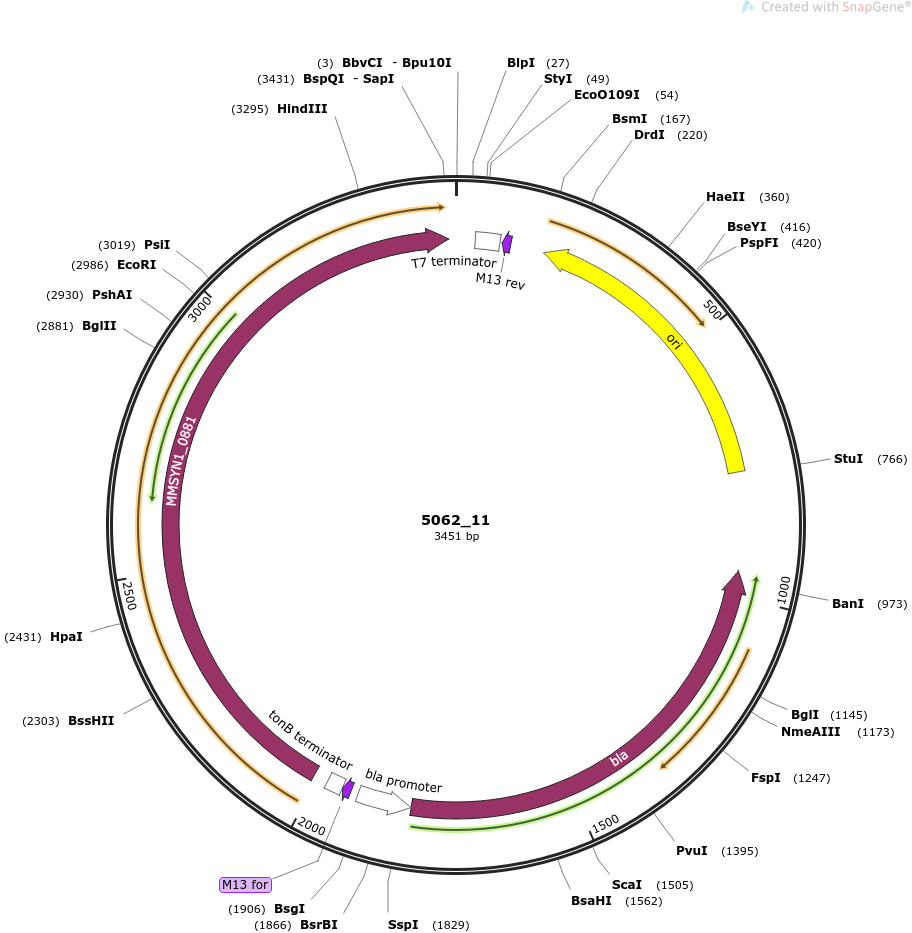 Created with SnapGene®
(3) BbvCI - Bpu10I
(3431) BspQI - SapI
(3295) HindIII
BlpI (27)
StyI (49)
EcoO109I (54)
BsmI (167)
DrdI (220)
HaeII (360)
BseYI (416)
PspFI (420)
StuI (766)
BanI (973)
BglI (1145)
NmeAIII (1173)
FspI (1247)
PvuI (1395)
ScaI (1505)
BsaHI (1562)
SspI (1829)
(1866) BsrBI
(1906) BsgI
M13 for
(2303) BssHII
(2431) HpaI
(2881) BglII
(2930) PshAI
(2986) EcoRI
(3019) PsiI
T7 terminator
M13 rev
ori
500
1000
1500
2000
2500
3000
MMSYN1_0881
bla
bla promoter
tonB terminator
5062_11
3451 bp